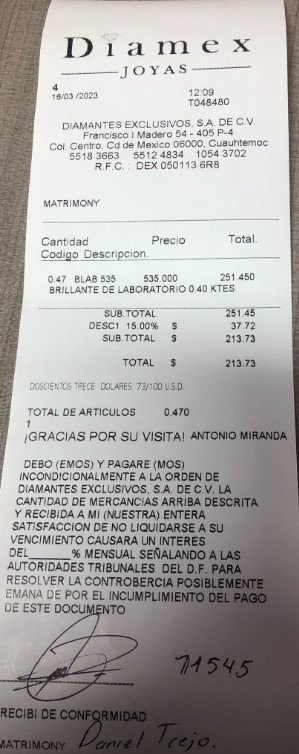 Diamex
JOYAS
4
16/03 /2023 12:09
T048480
DIAMANTES EXCLUSIVOS, S.A. DE C.V.
Francisco I Madero 54 - 405 P-4
Col. Centro, Cd de Mexico 06000, Cuauhtemoc
5518 3663 5512 4834 1054 3702
R.F.C. : DEX 050113 6R8
MATRIMONY
Cantidad Precio Total.
Codigo Descripcion.
0.47 BLAB 535 535.000 251.450
BRILLANTE DE LABORATORIO 0.40 KTES
SUB.TOTAL 251.45
DESC1 15.00% $ 37.72
SUB.TOTAL $ 213.73
TOTAL $ 213.73
DOSCIENTOS TRECE DOLARES 73/100 U.S.D
TOTAL DE ARTICULOS 0.470
1
¡GRACIAS POR SU VISITA! ANTONIO MIRANDA
DEBO (EMOS) Y PAGARE (MOS)
INCONDICIONALMENTE A LA ORDEN DE
DIAMANTES EXCLUSIVOS, S.A. DE C.V. LA
CANTIDAD DE MERCANCIAS ARRIBA DESCRITA
Y RECIBIDA A MI (NUESTRA) ENTERA
SATISFACCION DE NO LIQUIDARSE A SU
VENCIMIENTO CAUSARA UN INTERES
DEL______% MENSUAL SEÑALANDO A LAS
AUTORIDADES TRIBUNALES DEL D.F. PARA
RESOLVER LA CONTROBERCIA POSIBLEMENTE
EMANA DE POR EL INCUMPLIMIENTO DEL PAGO
DE ESTE DOCUMENTO
71545
RECIBI DE CONFORMIDAD
MATRIMONY Daniel Trejo.